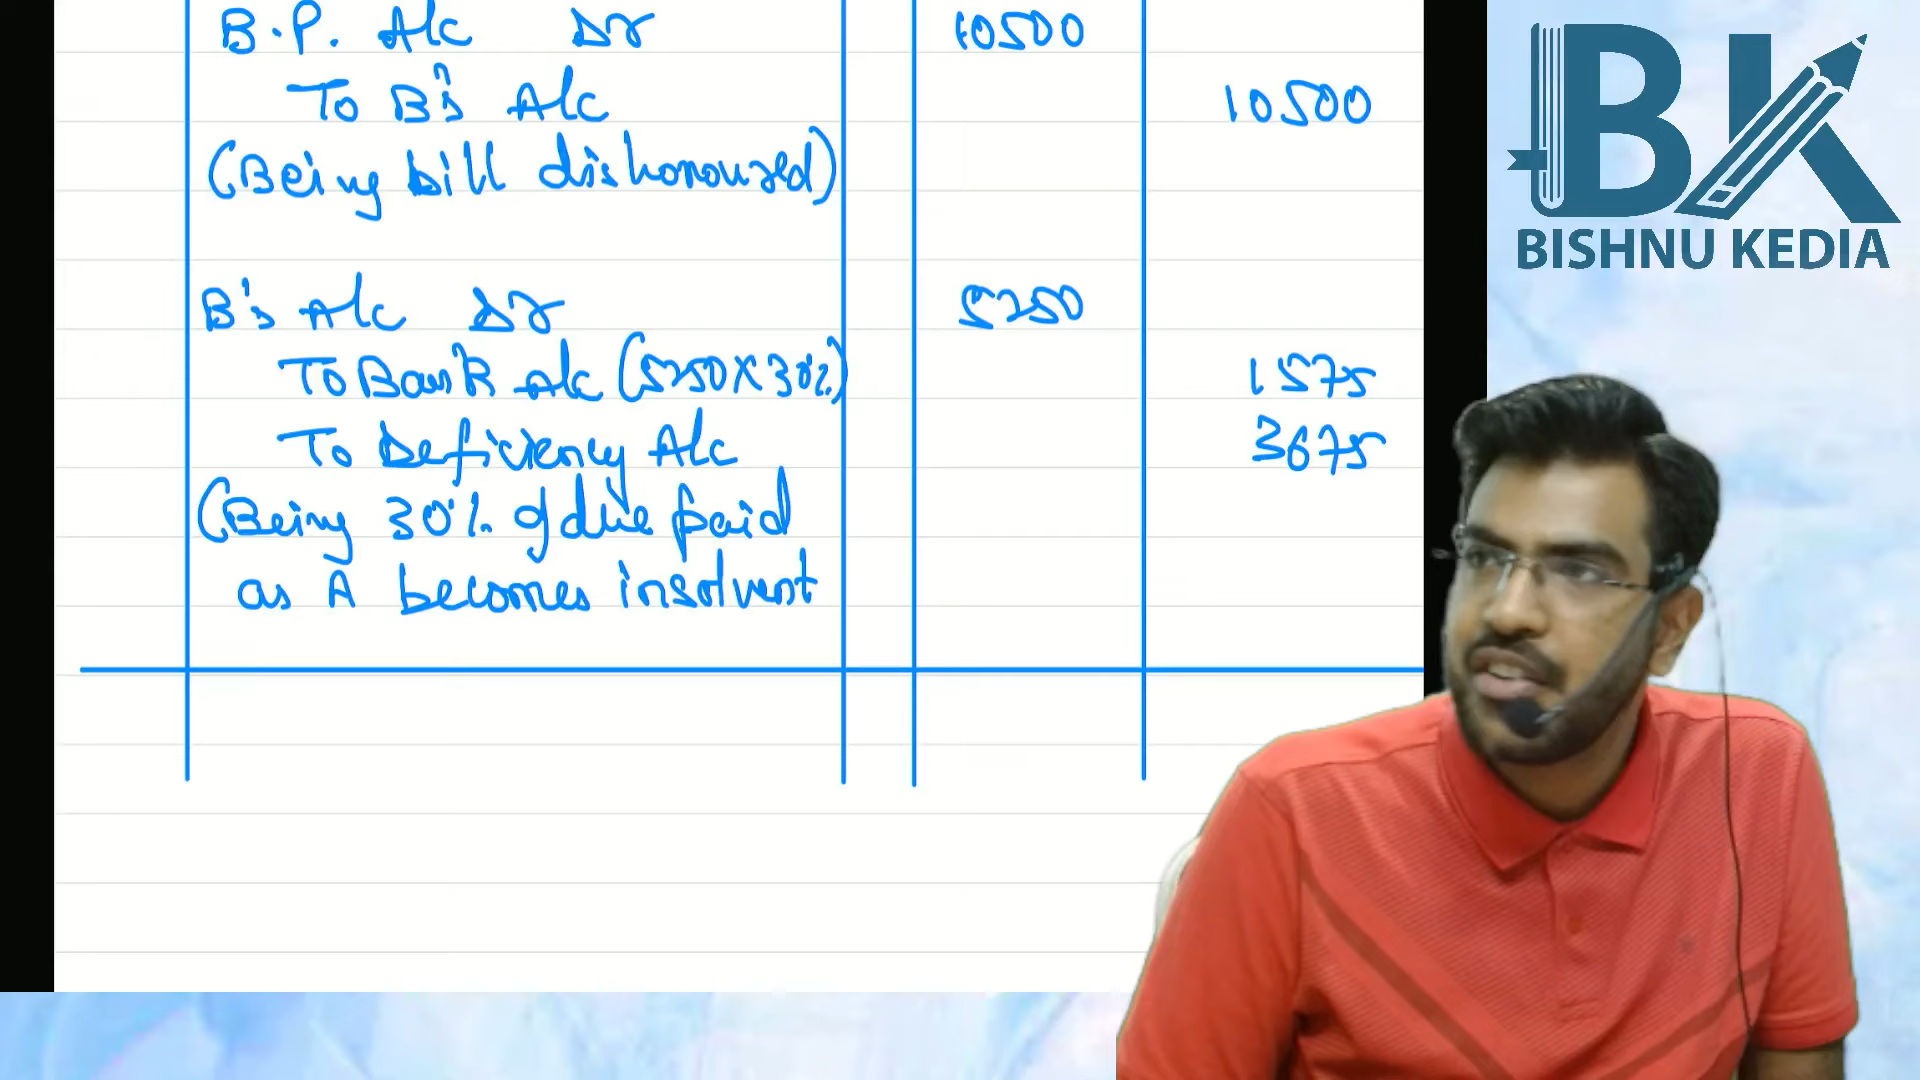 B.P. A/c Dr 10500
To B's A/c 10500
(Being bill dishonoured)
B's A/c Dr 5250
To Bank A/c (5250X30%) 1575
To Deficiency A/c 3675
(Being 30% of due paid
as A becomes insolvent
BK
BISHNU KEDIA